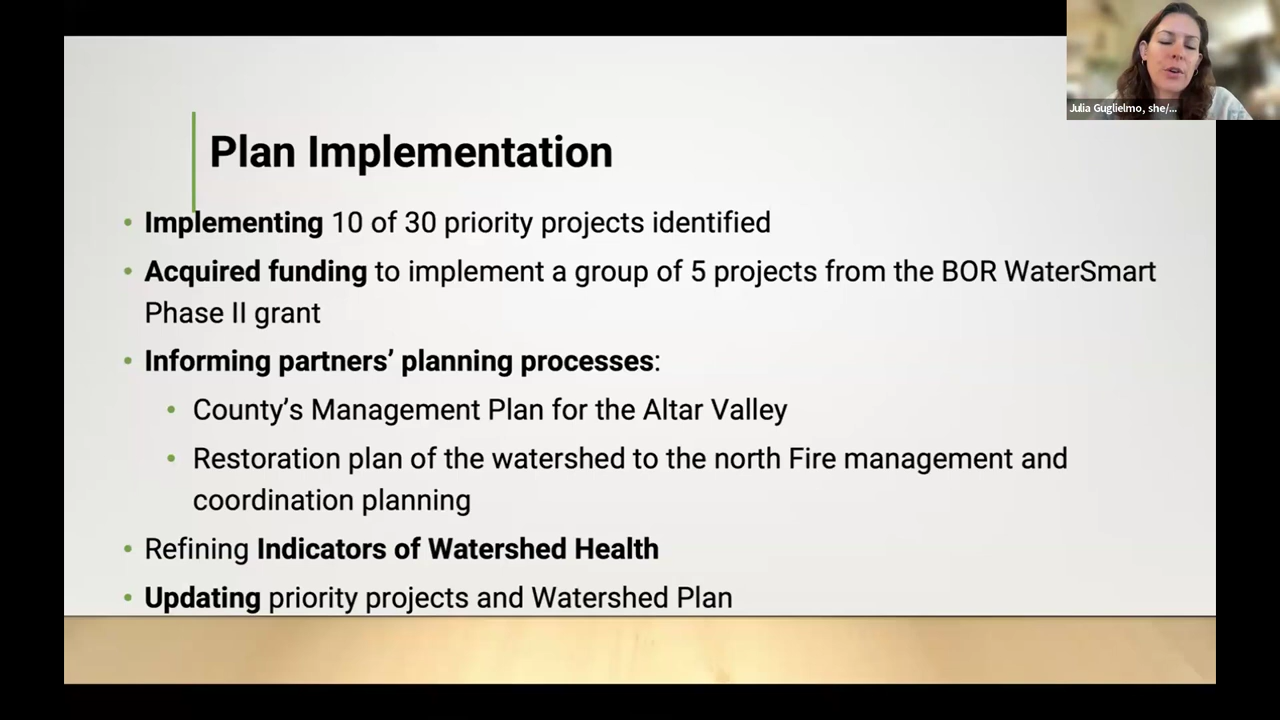 Julia Guglielmo, she/...
Plan Implementation
• Implementing 10 of 30 priority projects identified
• Acquired funding to implement a group of 5 projects from the BOR WaterSmart
Phase II grant
• Informing partners’ planning processes:
• County’s Management Plan for the Altar Valley
• Restoration plan of the watershed to the north Fire management and
coordination planning
• Refining Indicators of Watershed Health
• Updating priority projects and Watershed Plan